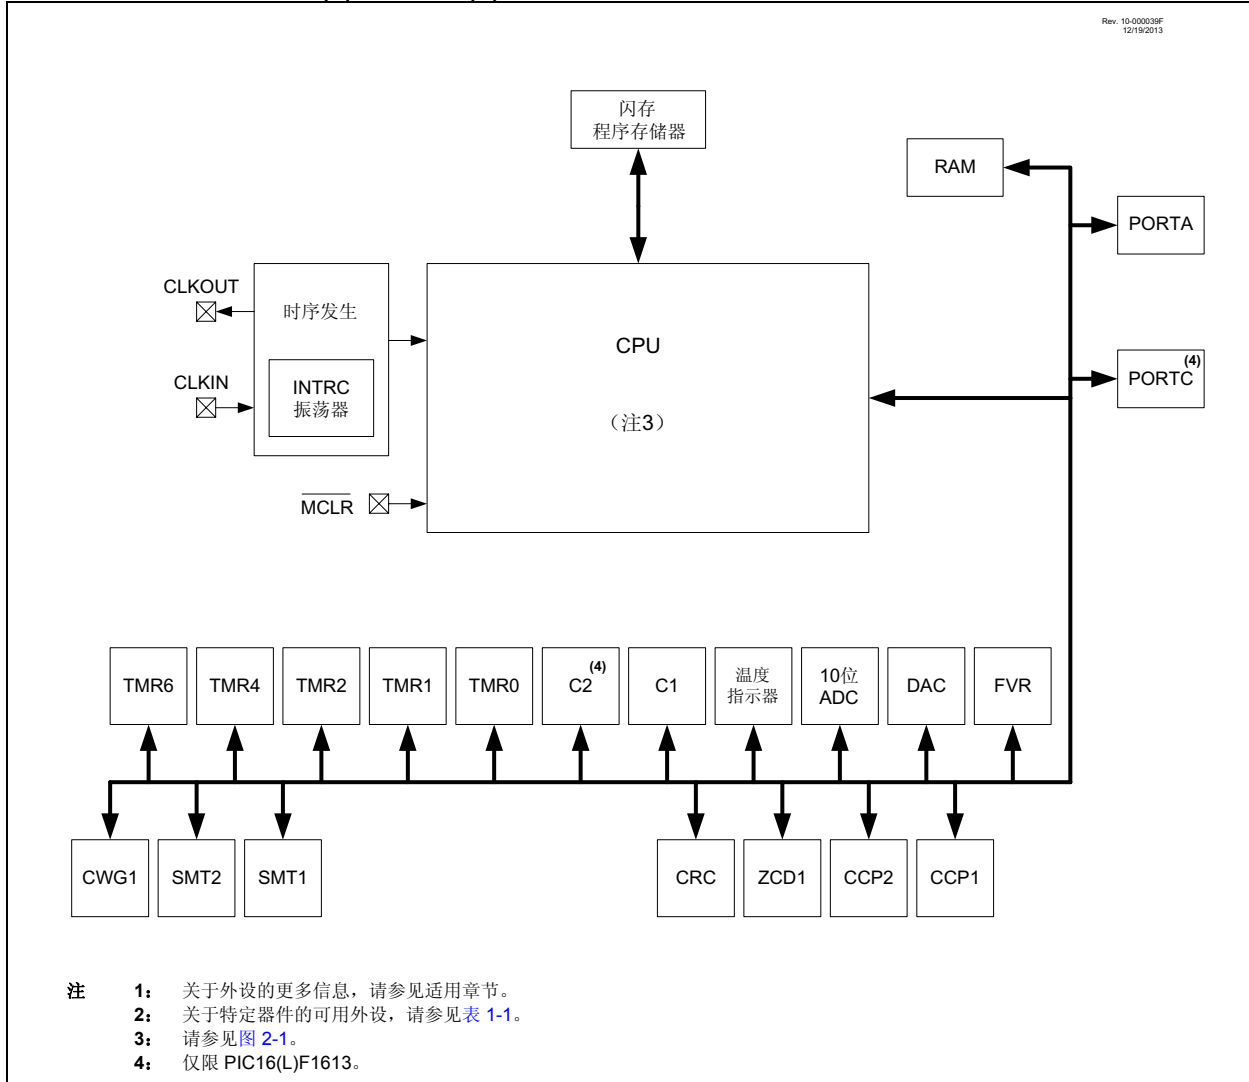 Rev. 10-000039F
12/19/2013
闪存
程序存储器
RAM
PORTA
CLKOUT
时序发生
CPU
PORTC(4)
CLKIN
INTRC
振荡器
（注3）
MCLR
TMR6
TMR4
TMR2
TMR1
TMR0
C2(4)
C1
温度
指示器
10位
ADC
DAC
FVR
CWG1
SMT2
SMT1
CRC
ZCD1
CCP2
CCP1
注 1： 关于外设的更多信息，请参见适用章节。
2： 关于特定器件的可用外设，请参见表 1-1。
3： 请参见图 2-1。
4： 仅限 PIC16(L)F1613。